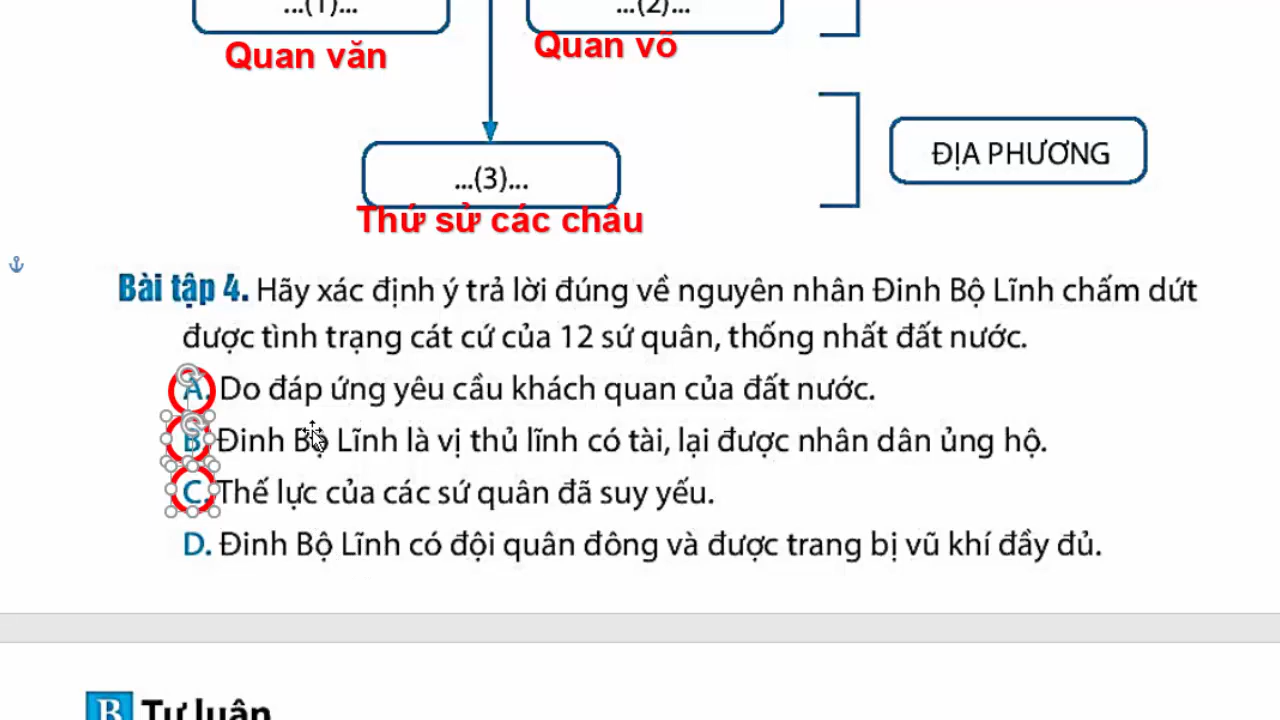 ...(1)...
...(2)...
Quan văn
Quan võ
...(3)...
ĐỊA PHƯƠNG
Thứ sử các châu
Bài tập 4. Hãy xác định ý trả lời đúng về nguyên nhân Đinh Bộ Lĩnh chấm dứt
được tình trạng cát cứ của 12 sứ quân, thống nhất đất nước.
A. Do đáp ứng yêu cầu khách quan của đất nước.
B. Đinh Bộ Lĩnh là vị thủ lĩnh có tài, lại được nhân dân ủng hộ.
C. Thế lực của các sứ quân đã suy yếu.
D. Đinh Bộ Lĩnh có đội quân đông và được trang bị vũ khí đầy đủ.
B Tự luận